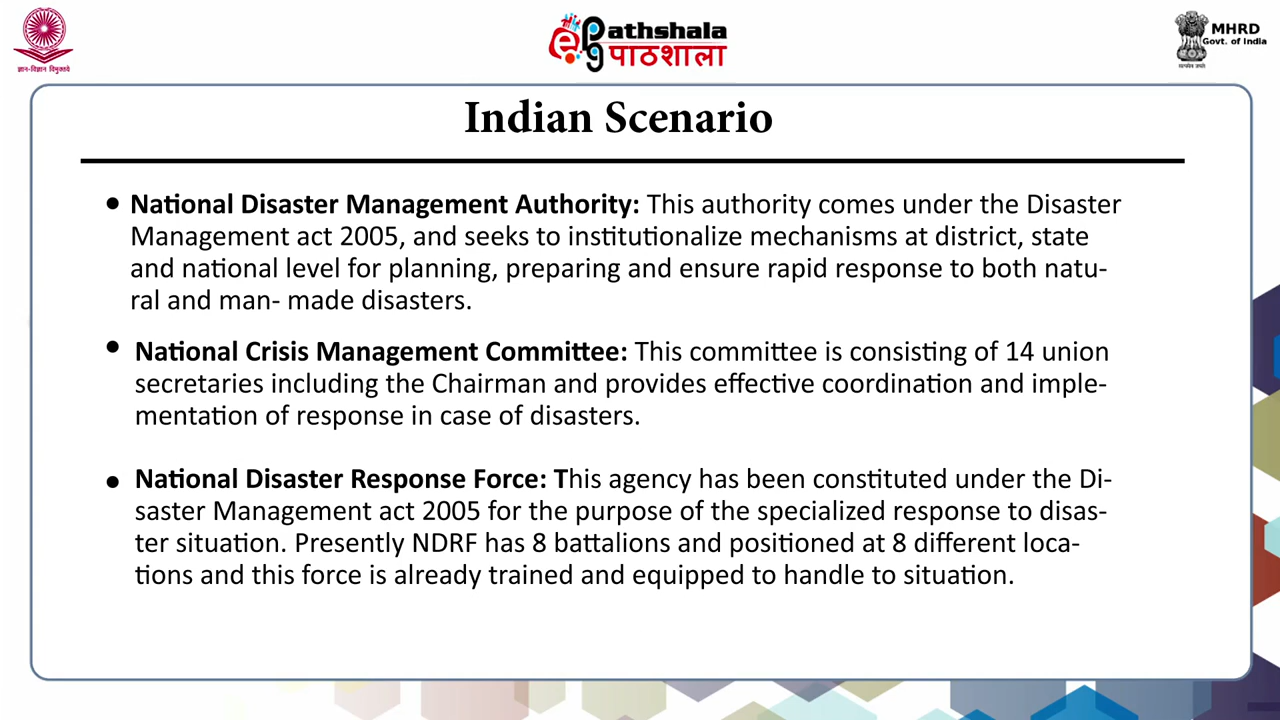 ज्ञान-विज्ञान विमुक्तये
ePathshala
पाठशाला
MHRD
Govt. of India
सत्यमेव जयते
Indian Scenario
• National Disaster Management Authority: This authority comes under the Disaster
Management act 2005, and seeks to institutionalize mechanisms at district, state
and national level for planning, preparing and ensure rapid response to both natu-
ral and man- made disasters.
• National Crisis Management Committee: This committee is consisting of 14 union
secretaries including the Chairman and provides effective coordination and imple-
mentation of response in case of disasters.
• National Disaster Response Force: This agency has been constituted under the Di-
saster Management act 2005 for the purpose of the specialized response to disas-
ter situation. Presently NDRF has 8 battalions and positioned at 8 different loca-
tions and this force is already trained and equipped to handle to situation.